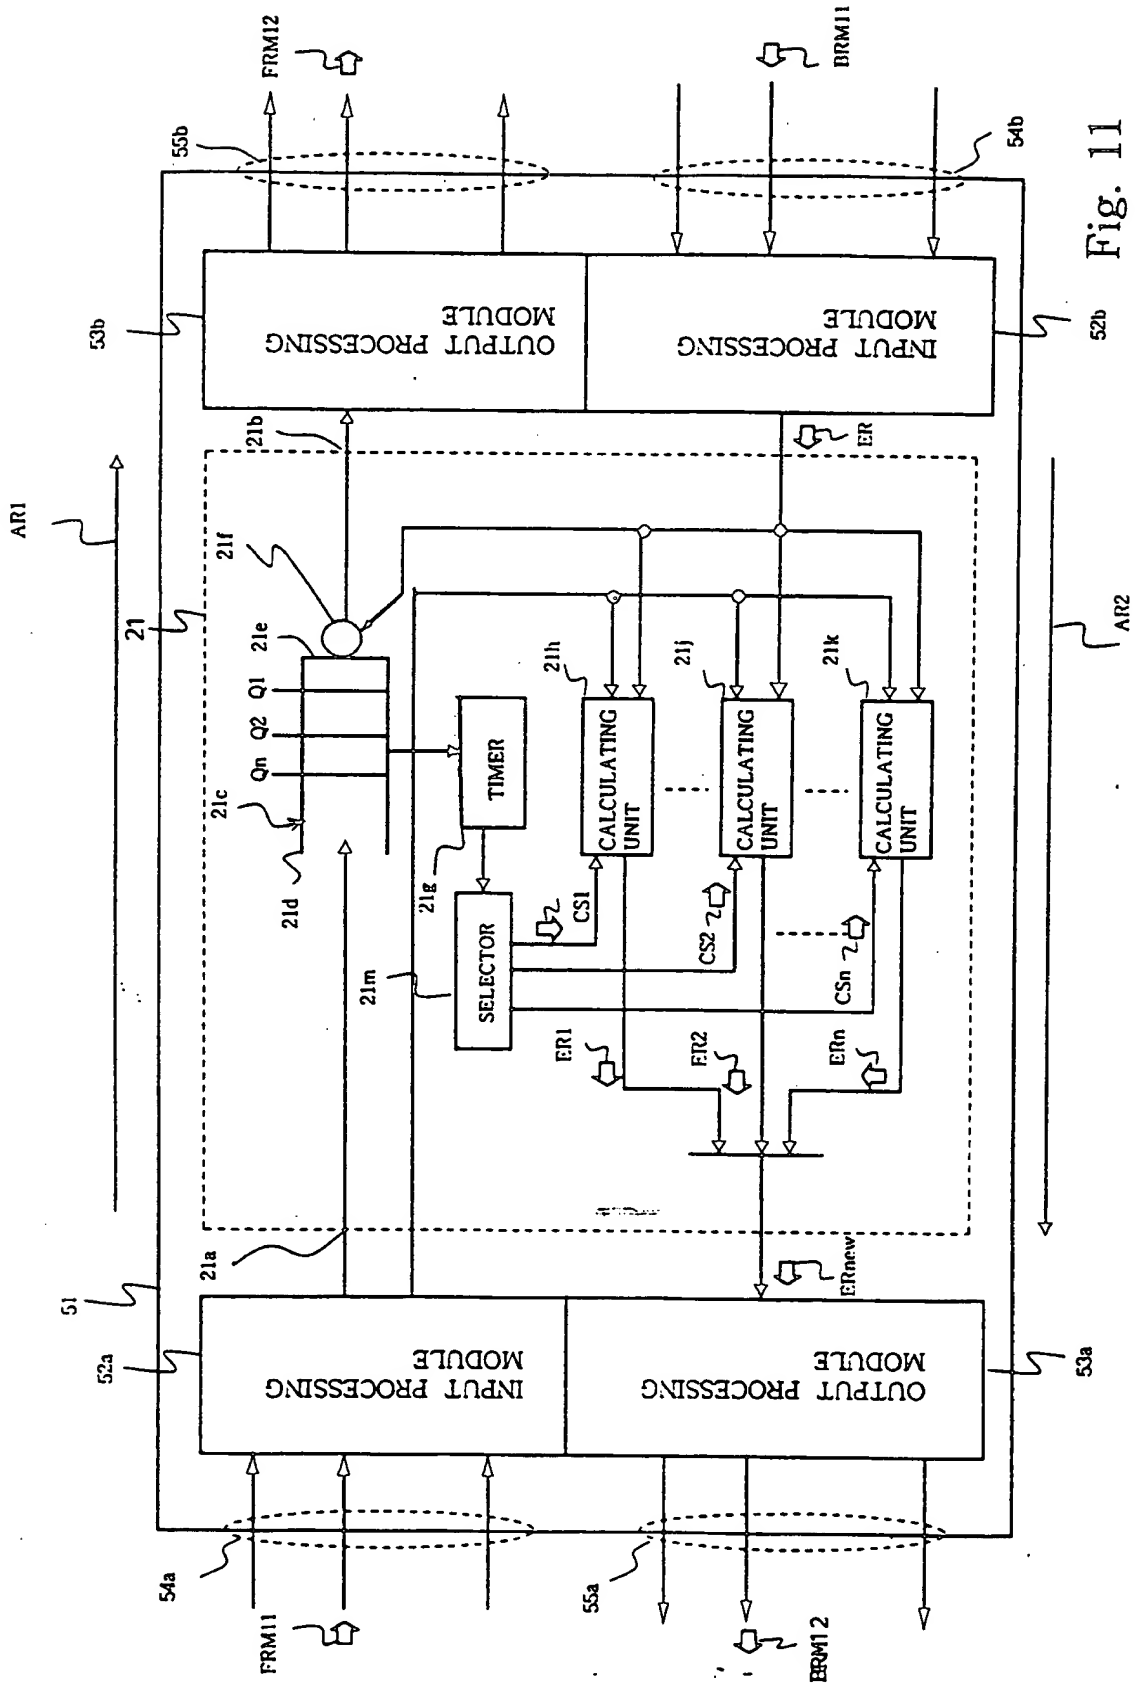 AR1
51
21
54a
FRM11
52a
INPUT PROCESSING
MODULE
21a
21d
21c
Qn
Q2
Q1
21e
21f
21b
53b
OUTPUT PROCESSING
MODULE
55b
FRM12
21m
SELECTOR
21g
TIMER
CS1
CS2
CSn
21h
CALCULATING
UNIT
21j
CALCULATING
UNIT
21k
CALCULATING
UNIT
ER1
ER2
ERn
ER
ERnew
55a
BRM12
OUTPUT PROCESSING
MODULE
53a
INPUT PROCESSING
MODULE
52b
54b
BRM11
AR2
Fig. 11